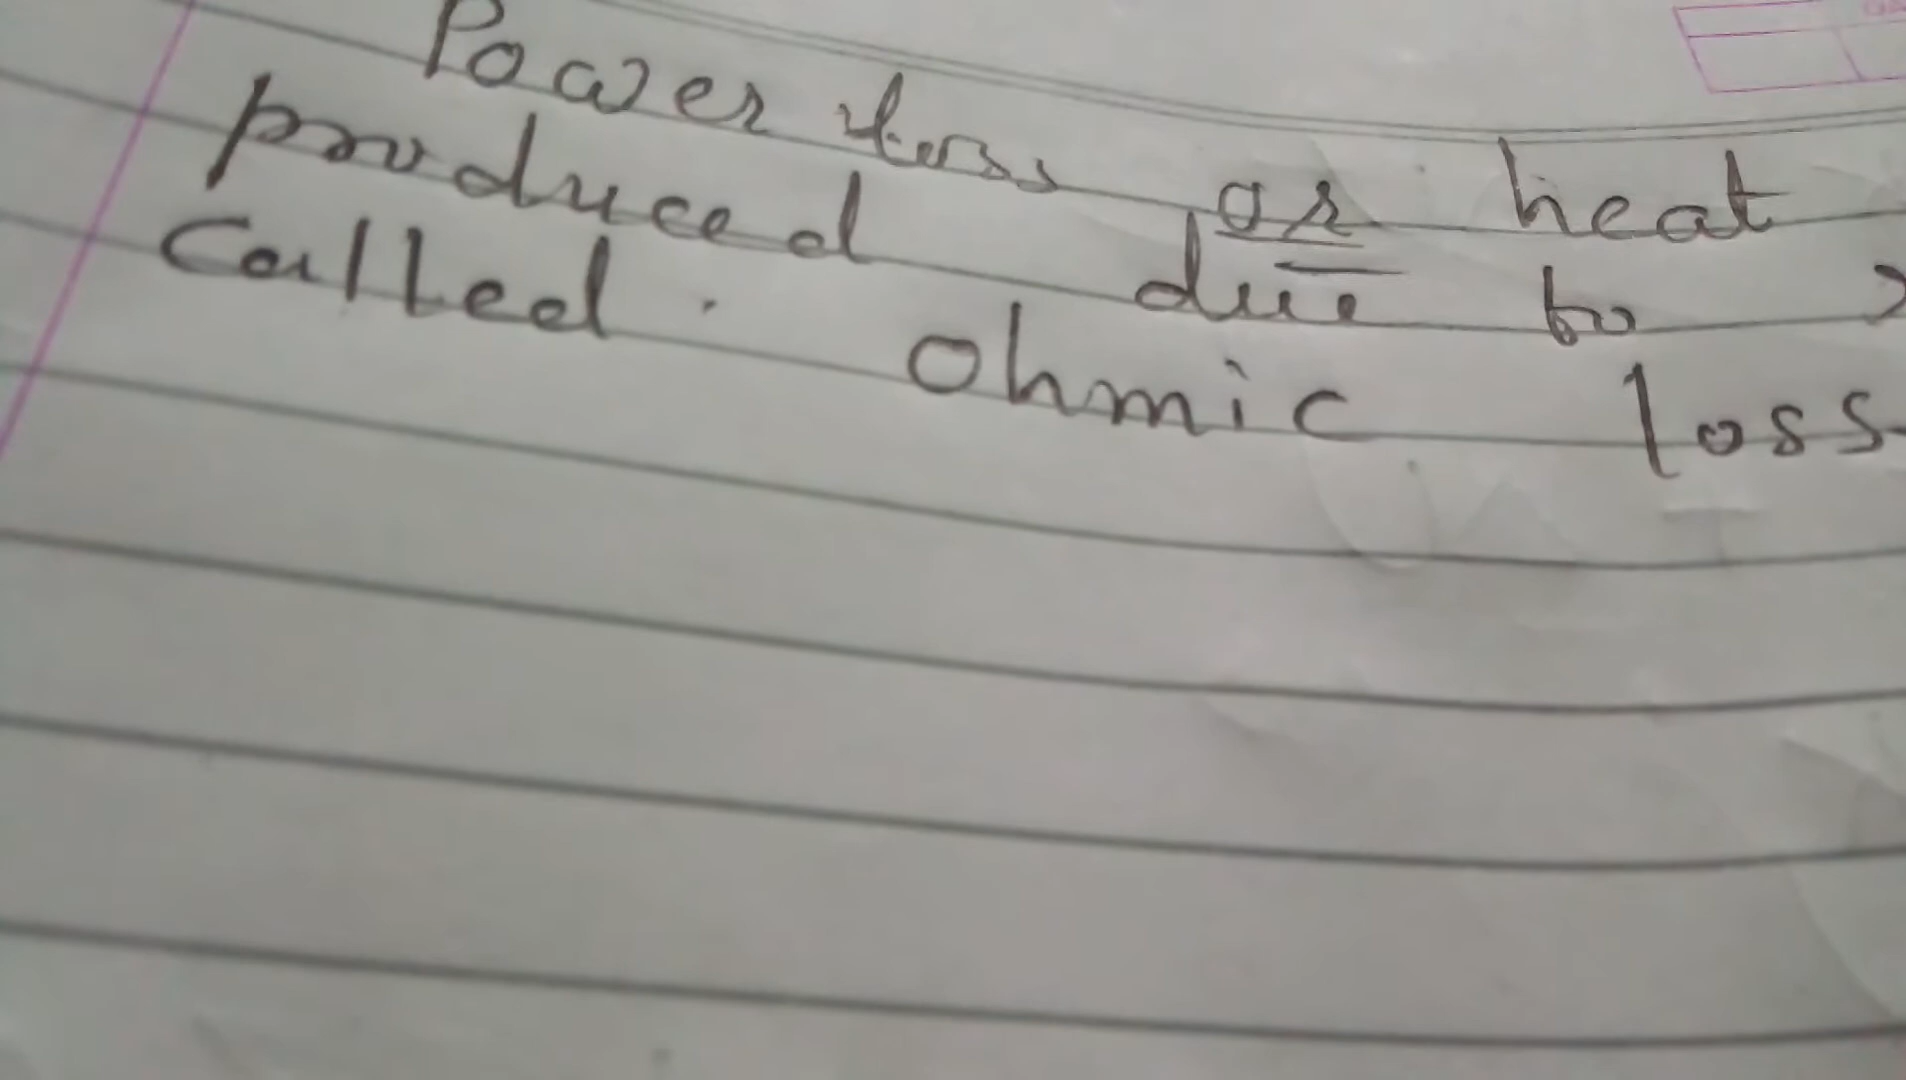 Power loss or heat
produced due to
Called. ohmic loss